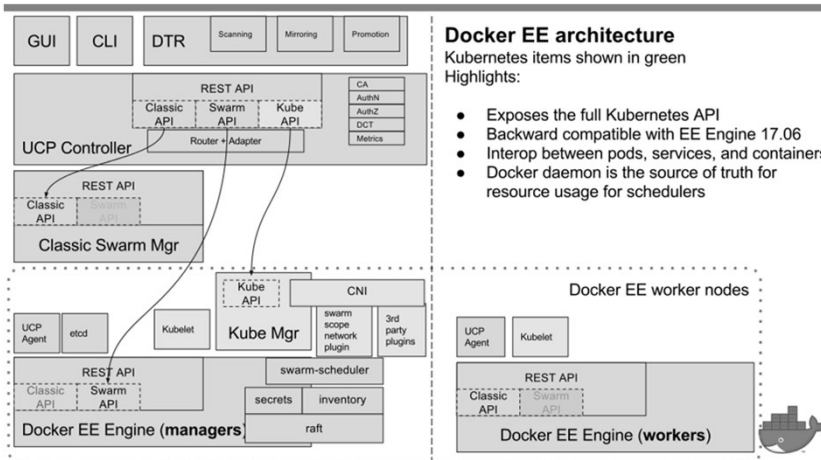 GUI
CLI
DTR
Scanning
Mirroring
Promotion
REST API
Classic
API
Swarm
API
Kube
API
Router + Adapter
CA
AuthN
AuthZ
DCT
Metrics
UCP Controller
REST API
Classic
API
Swarm
API
Classic Swarm Mgr
Kube
API
Kube Mgr
CNI
swarm
scope
network
plugin
3rd
party
plugins
UCP
Agent
etcd
Kubelet
REST API
Classic
API
Swarm
API
swarm-scheduler
secrets
inventory
raft
Docker EE Engine (managers)
Docker EE architecture
Kubernetes items shown in green
Highlights:
● Exposes the full Kubernetes API
● Backward compatible with EE Engine 17.06
● Interop between pods, services, and containers
● Docker daemon is the source of truth for
resource usage for schedulers
Docker EE worker nodes
UCP
Agent
Kubelet
REST API
Classic
API
Swarm
API
Docker EE Engine (workers)